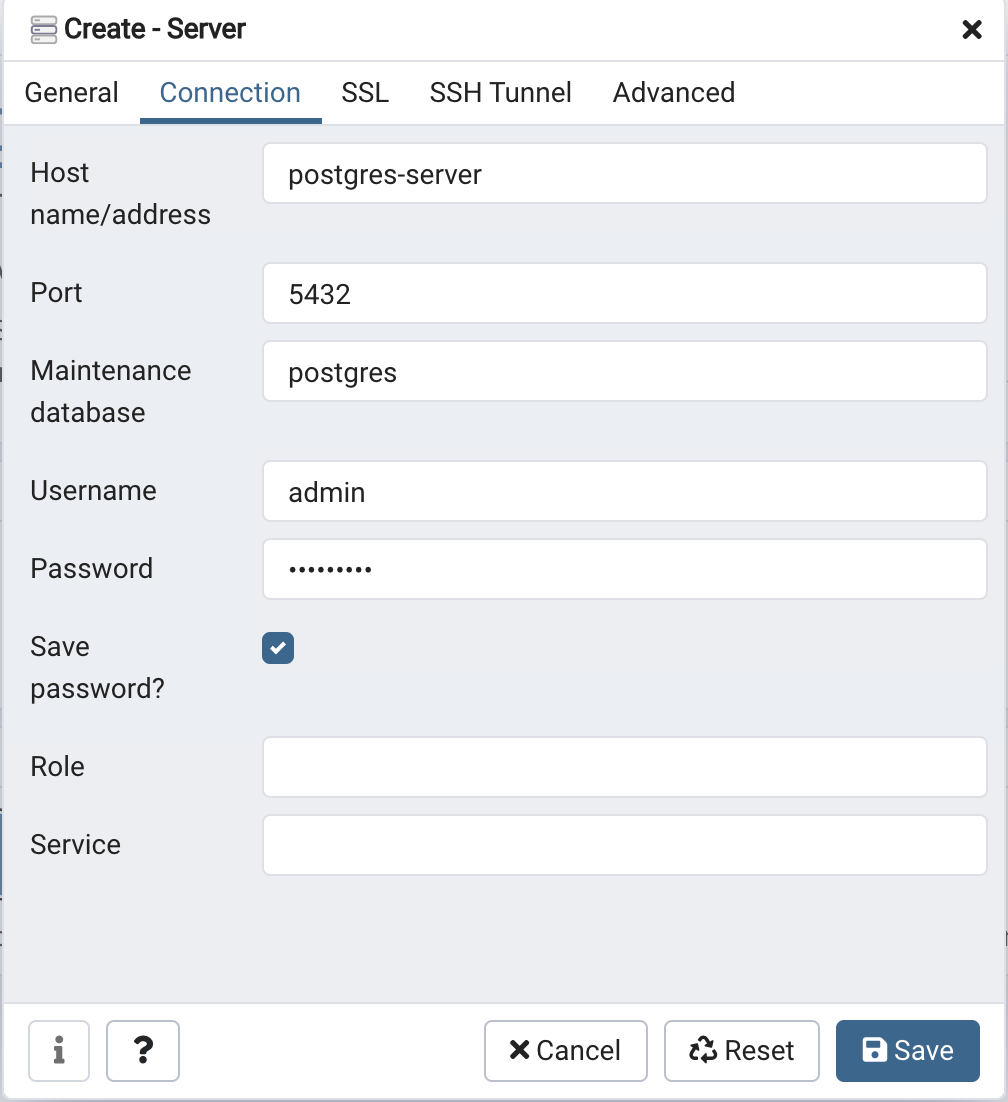 Create - Server
General Connection SSL SSH Tunnel Advanced
Host
name/address
postgres-server
Port
5432
Maintenance
database
postgres
Username
admin
Password
•••••••••
Save
password?
Role
Service
Cancel
Reset
Save